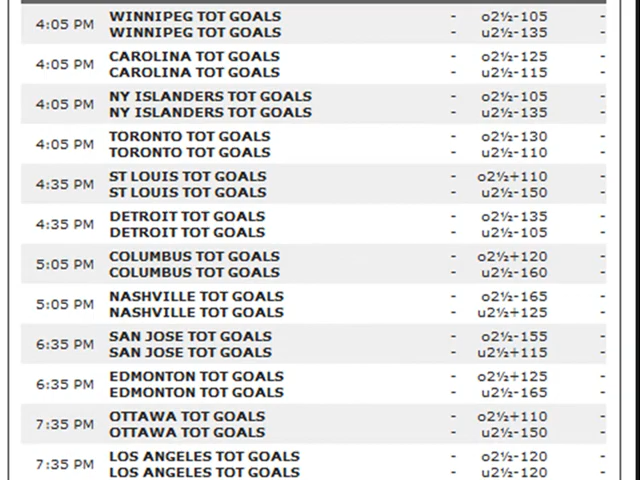 4:05 PM WINNIPEG TOT GOALS - o2½-105 -
WINNIPEG TOT GOALS - u2½-135 -
4:05 PM CAROLINA TOT GOALS - o2½-125 -
CAROLINA TOT GOALS - u2½-115 -
4:05 PM NY ISLANDERS TOT GOALS - o2½-105 -
NY ISLANDERS TOT GOALS - u2½-135 -
4:05 PM TORONTO TOT GOALS - o2½-130 -
TORONTO TOT GOALS - u2½-110 -
4:35 PM ST LOUIS TOT GOALS - o2½+110 -
ST LOUIS TOT GOALS - u2½-150 -
4:35 PM DETROIT TOT GOALS - o2½-135 -
DETROIT TOT GOALS - u2½-105 -
5:05 PM COLUMBUS TOT GOALS - o2½+120 -
COLUMBUS TOT GOALS - u2½-160 -
5:05 PM NASHVILLE TOT GOALS - o2½-165 -
NASHVILLE TOT GOALS - u2½+125 -
6:35 PM SAN JOSE TOT GOALS - o2½-155 -
SAN JOSE TOT GOALS - u2½+115 -
6:35 PM EDMONTON TOT GOALS - o2½+125 -
EDMONTON TOT GOALS - u2½-165 -
7:35 PM OTTAWA TOT GOALS - o2½+110 -
OTTAWA TOT GOALS - u2½-150 -
7:35 PM LOS ANGELES TOT GOALS - o2½-120 -
LOS ANGELES TOT GOALS - u2½-120 -